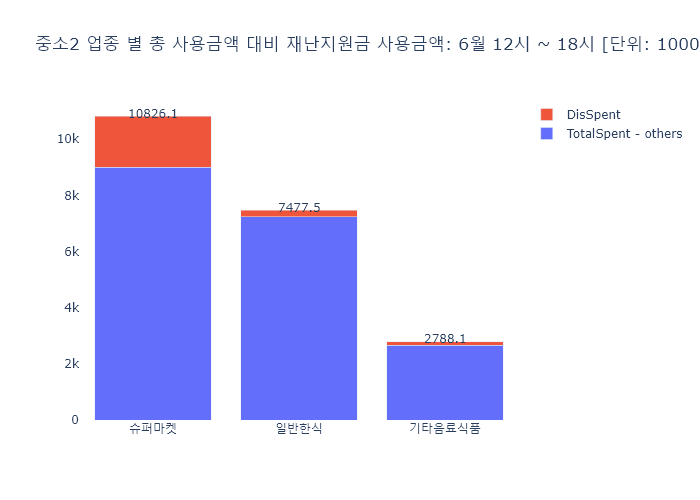 중소2 업종 별 총 사용금액 대비 재난지원금 사용금액: 6월 12시 ~ 18시 [단위: 1000
DisSpent
TotalSpent - others
10826.1
7477.5
2788.1
10k
8k
6k
4k
2k
0
슈퍼마켓
일반한식
기타음료식품